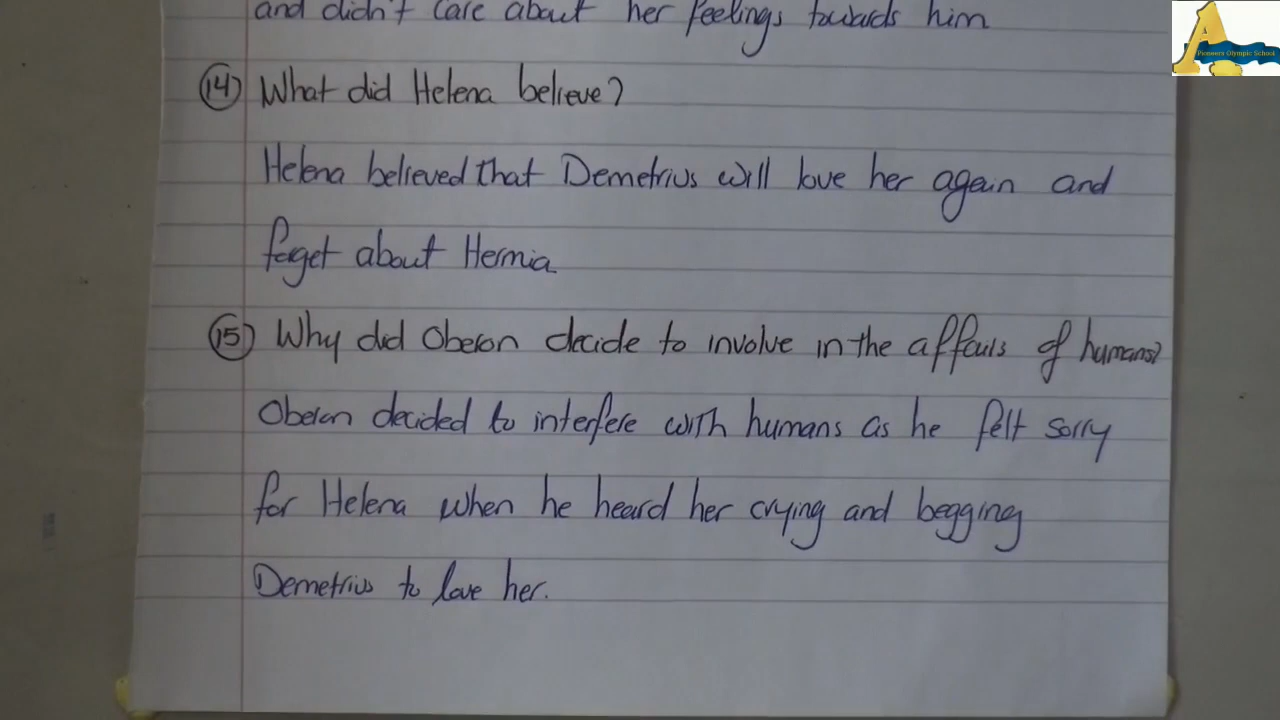 and didn't care about her feelings towards him
14 What did Helena believe?
Helena believed that Demetrius will love her again and
forget about Hermia
15 Why did Oberon decide to involve in the affairs of humans?
Oberon decided to interfere with humans as he felt sorry
for Helena when he heard her crying and begging
Demetrius to love her.
A
Pioneers Olympic School